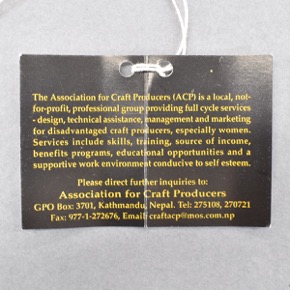 The Association for Craft Producers (ACP) is a local, not-
for-profit, professional group providing full cycle services
- design, technical assistance, management and marketing
for disadvantaged craft producers, especially women.
Services include skills, training, source of income,
benefits programs, educational opportunities and a
supportive work environment conducive to self esteem.
Please direct further inquiries to:
Association for Craft Producers
GPO Box: 3701, Kathmandu, Nepal. Tel: 275108, 270721
Fax: 977-1-272676, Email: craftacp@mos.com.np